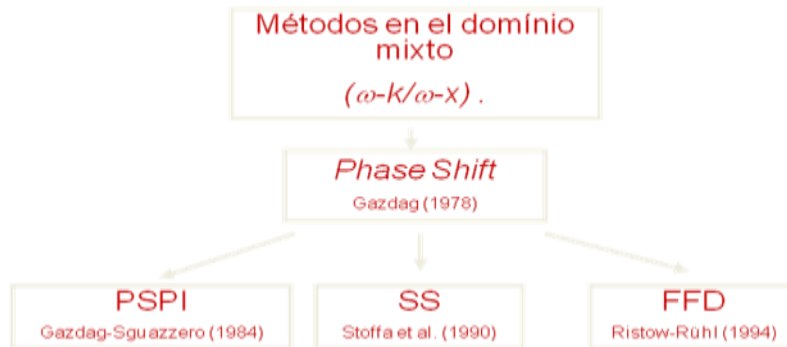 Métodos en el domínio
mixto
(ω-k/ω-x) .
Phase Shift
Gazdag (1978)
PSPI
Gazdag-Sguazzero (1984)
SS
Stoffa et al. (1990)
FFD
Ristow-Rühl (1994)